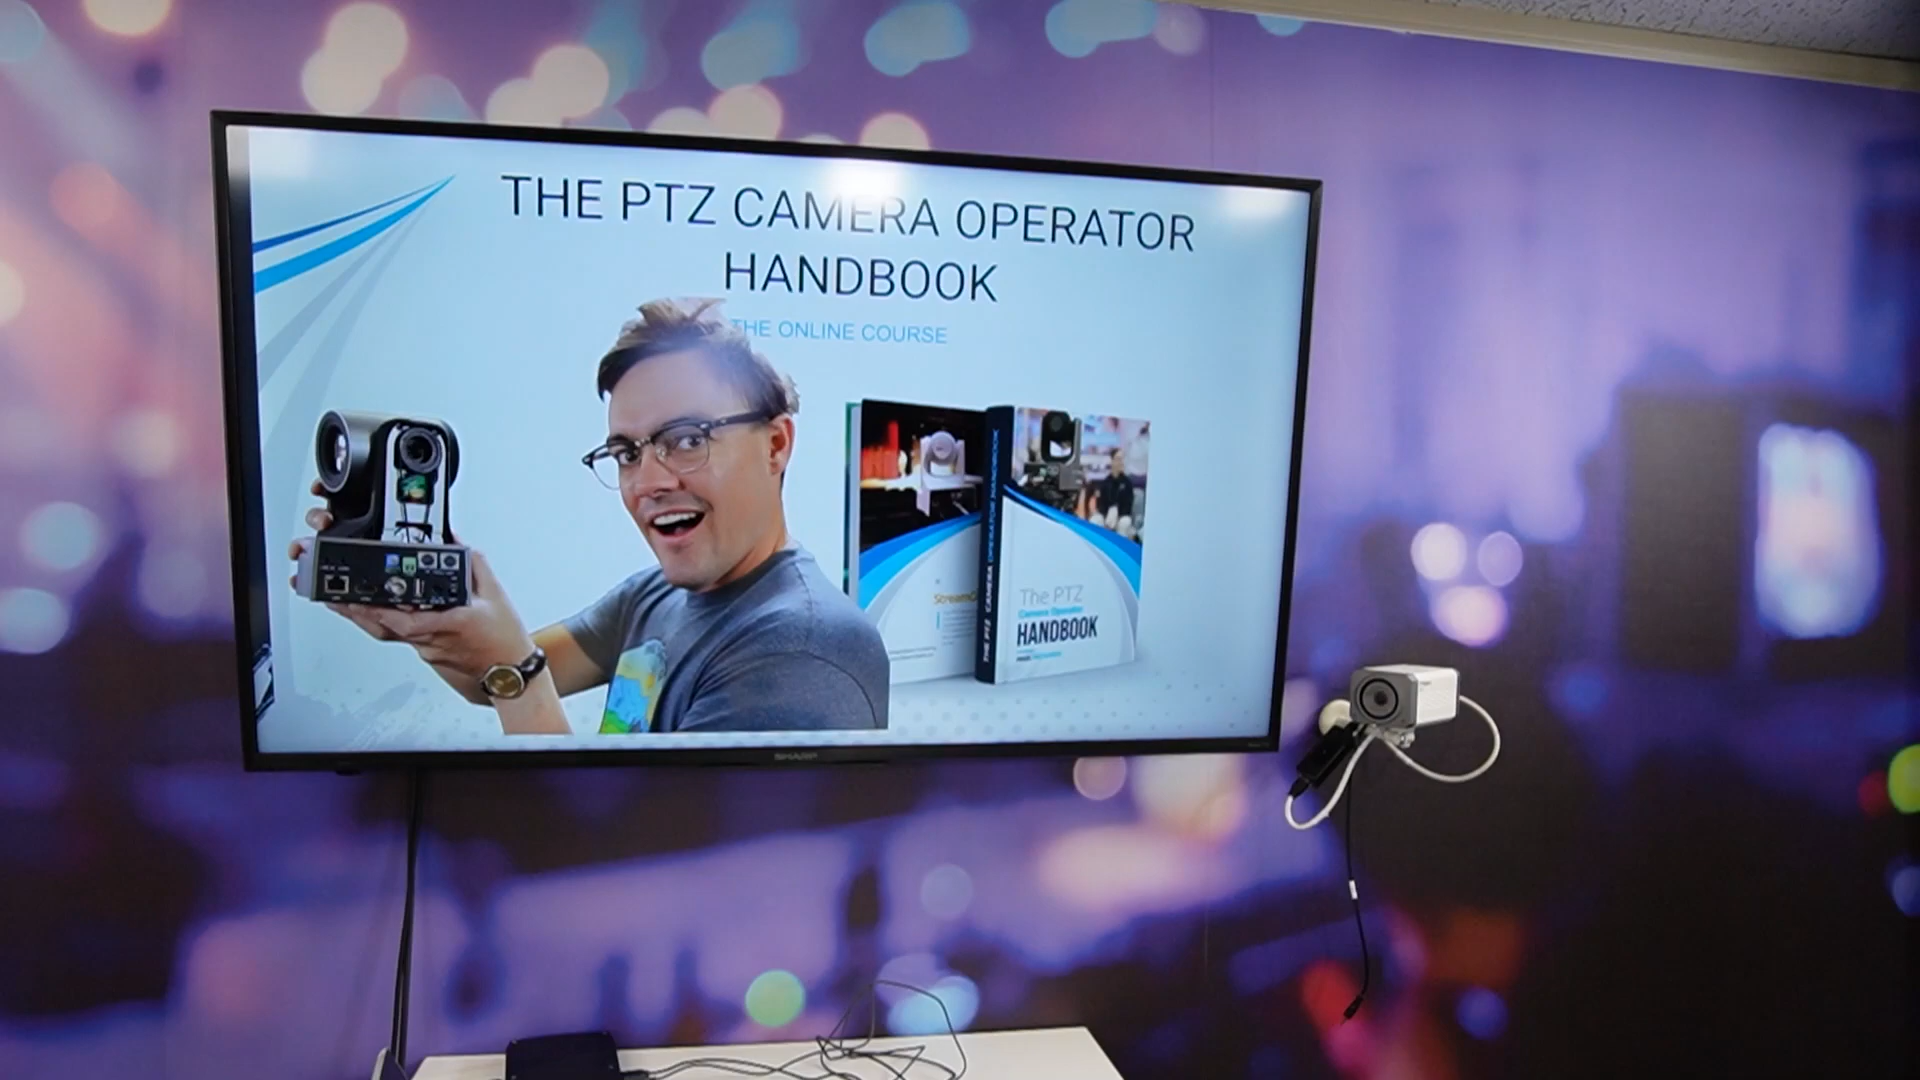 THE PTZ CAMERA OPERATOR
HANDBOOK
THE ONLINE COURSE
THE PTZ CAMERA OPERATOR HANDBOOK
The PTZ
Camera Operator
HANDBOOK
SHARP